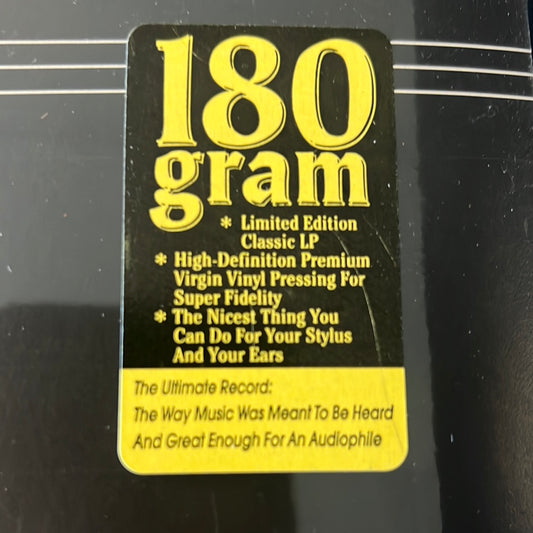 180
gram
* Limited Edition
Classic LP
* High-Definition Premium
Virgin Vinyl Pressing For
Super Fidelity
* The Nicest Thing You
Can Do For Your Stylus
And Your Ears
The Ultimate Record:
The Way Music Was Meant To Be Heard
And Great Enough For An Audiophile